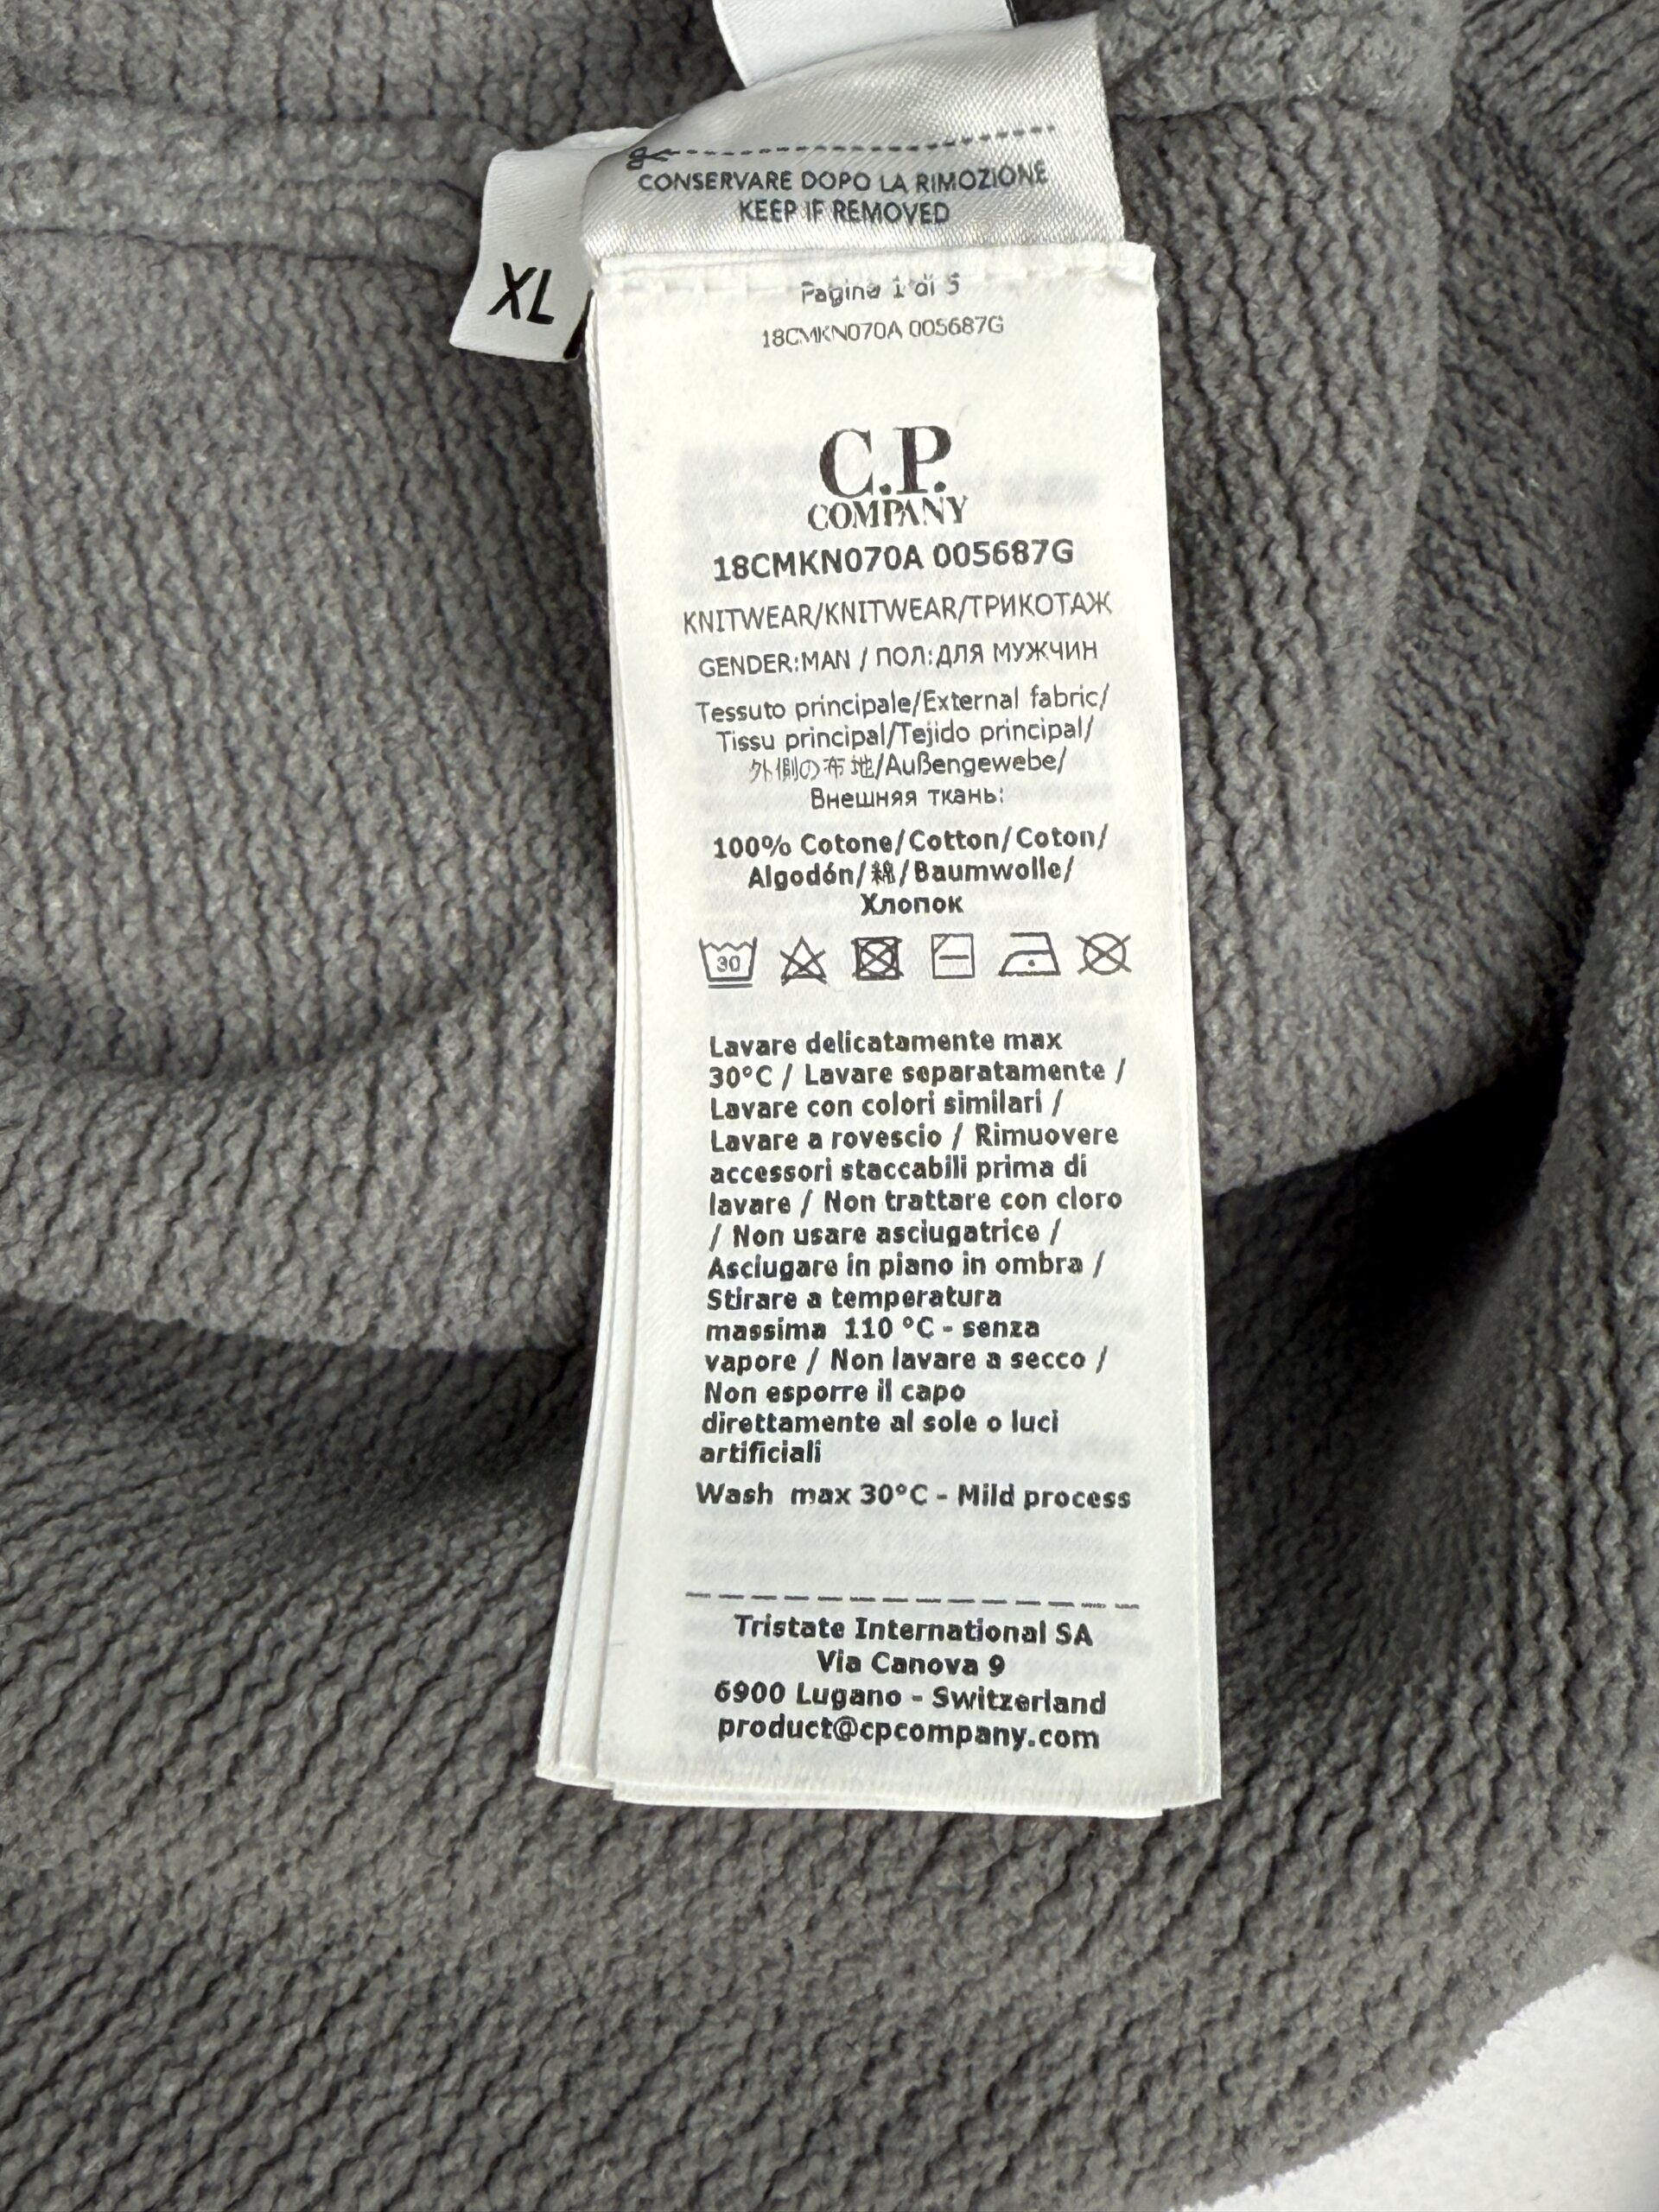 CONSERVARE DOPO LA RIMOZIONE
KEEP IF REMOVED
XL
Pagina 1 di 5
18CMKN070A 005687G
C.P.
COMPANY
18CMKN070A 005687G
KNITWEAR/KNITWEAR/ТРИКОТАЖ
GENDER:MAN / ПОЛ:ДЛЯ МУЖЧИН
Tessuto principale/External fabric/
Tissu principal/Tejido principal/
外側の布地/Außengewebe/
Внешняя ткань:
100% Cotone/Cotton/Coton/
Algodón/綿/Baumwolle/
Хлопок
30
Lavare delicatamente max
30°C / Lavare separatamente /
Lavare con colori similari /
Lavare a rovescio / Rimuovere
accessori staccabili prima di
lavare / Non trattare con cloro
/ Non usare asciugatrice /
Asciugare in piano in ombra /
Stirare a temperatura
massima 110 °C - senza
vapore / Non lavare a secco /
Non esporre il capo
direttamente al sole o luci
artificiali
Wash max 30°C - Mild process
Tristate International SA
Via Canova 9
6900 Lugano - Switzerland
product@cpcompany.com